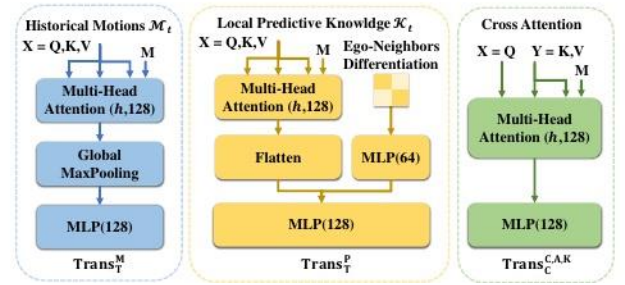 Historical Motions ℳ_t
X = Q,K,V
M
Multi-Head
Attention (h,128)
Global
MaxPooling
MLP(128)
Trans_T^M
Local Predictive Knowldge 𝒦_t
X = Q,K,V
M
Ego-Neighbors
Differentiation
Multi-Head
Attention (h,128)
Flatten
MLP(64)
MLP(128)
Trans_T^P
Cross Attention
X = Q
Y = K,V
M
Multi-Head
Attention (h,128)
MLP(128)
Trans_C^{C,A,K}